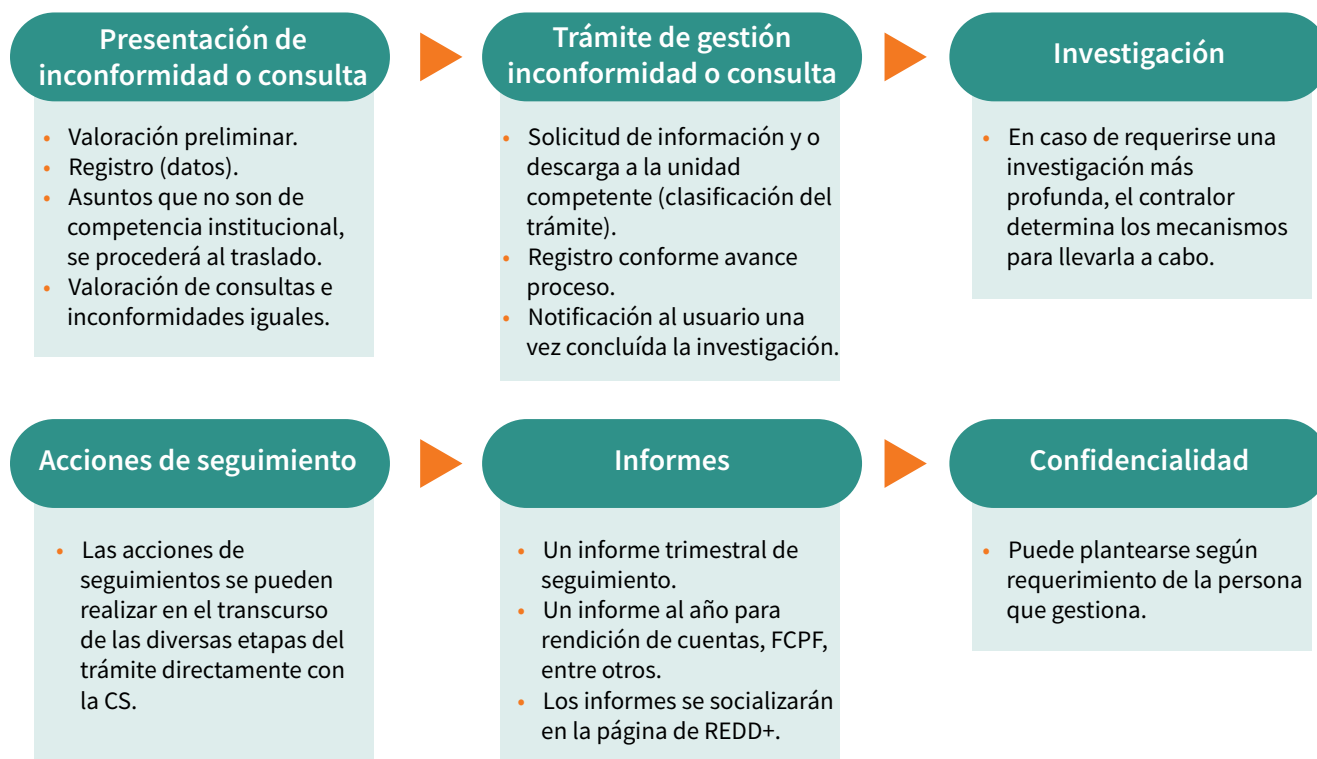 Presentación de
inconformidad o consulta
• Valoración preliminar.
• Registro (datos).
• Asuntos que no son de
competencia institucional,
se procederá al traslado.
• Valoración de consultas e
inconformidades iguales.
Trámite de gestión
inconformidad o consulta
• Solicitud de información y o
descarga a la unidad
competente (clasificación del
trámite).
• Registro conforme avance
proceso.
• Notificación al usuario una
vez concluída la investigación.
Investigación
• En caso de requerirse una
investigación más
profunda, el contralor
determina los mecanismos
para llevarla a cabo.
Acciones de seguimiento
• Las acciones de
seguimientos se pueden
realizar en el transcurso
de las diversas etapas del
trámite directamente con
la CS.
Informes
• Un informe trimestral de
seguimiento.
• Un informe al año para
rendición de cuentas, FCPF,
entre otros.
• Los informes se socializarán
en la página de REDD+.
Confidencialidad
• Puede plantearse según
requerimiento de la persona
que gestiona.